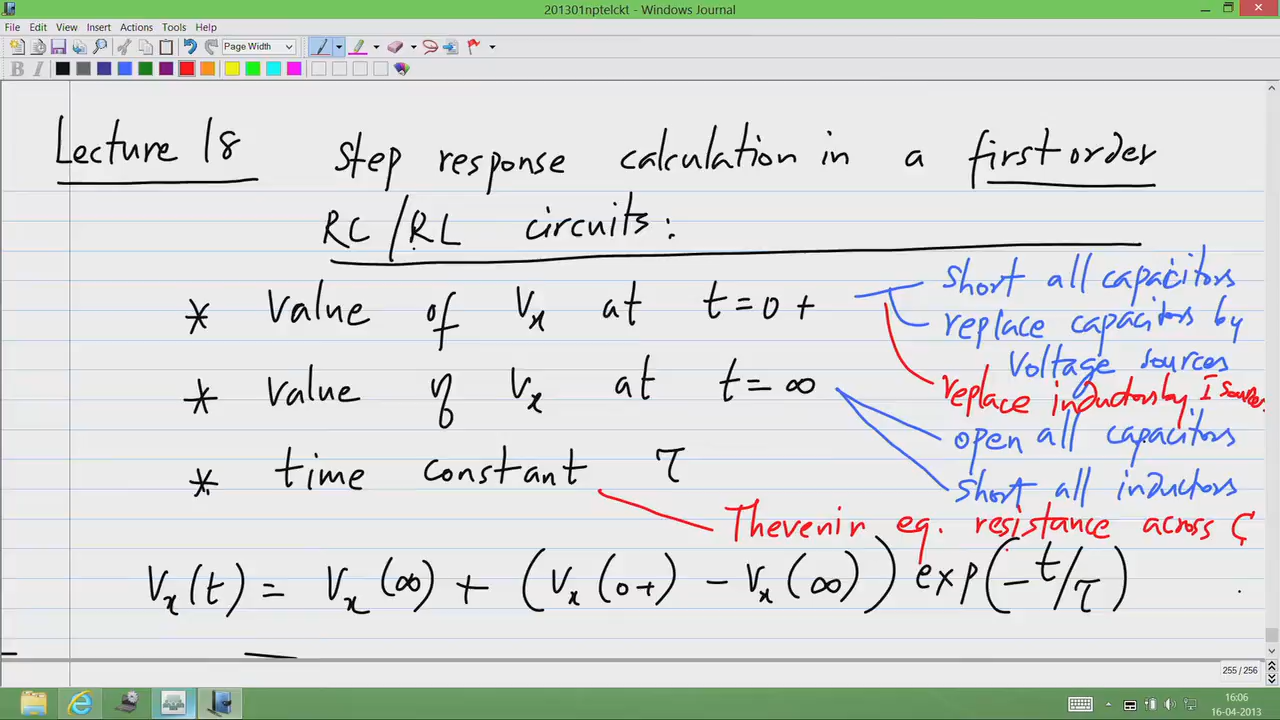 201301nptelckt - Windows Journal
File Edit View Insert Actions Tools Help
Page Width
B I
Lecture 18 Step response calculation in a first order
RC/RL circuits:
* value of Vx at t=0+
short all capacitors
replace capacitors by
voltage sources
replace inductors by I sources
* value of Vx at t=∞
open all capacitors
short all inductors
* time constant τ
Thevenin eq. resistance across C
Vx(t) = Vx(∞) + (Vx(0+) - Vx(∞)) exp(-t/τ)
255 / 256
16:06
16-04-2013